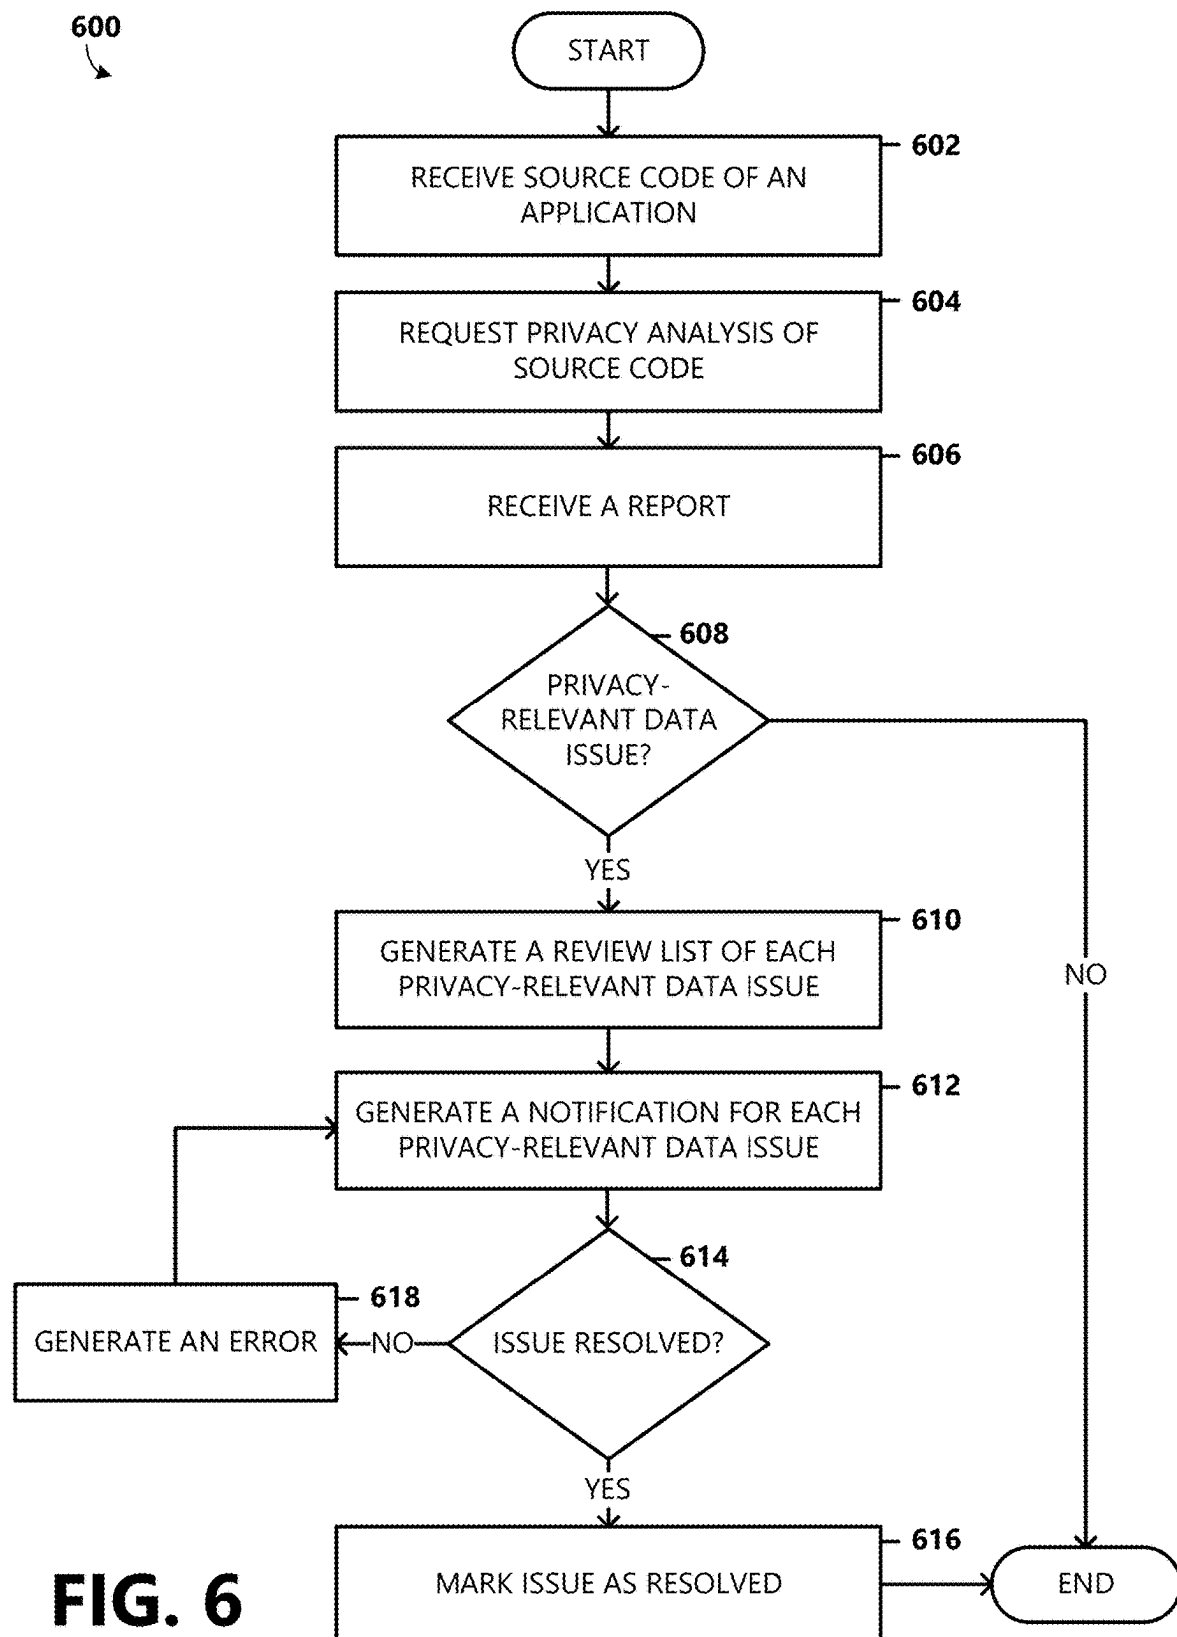 600
START
602
RECEIVE SOURCE CODE OF AN
APPLICATION
604
REQUEST PRIVACY ANALYSIS OF
SOURCE CODE
606
RECEIVE A REPORT
608
PRIVACY-
RELEVANT DATA
ISSUE?
YES
NO
610
GENERATE A REVIEW LIST OF EACH
PRIVACY-RELEVANT DATA ISSUE
612
GENERATE A NOTIFICATION FOR EACH
PRIVACY-RELEVANT DATA ISSUE
614
ISSUE RESOLVED?
NO
618
GENERATE AN ERROR
YES
616
MARK ISSUE AS RESOLVED
END
FIG. 6